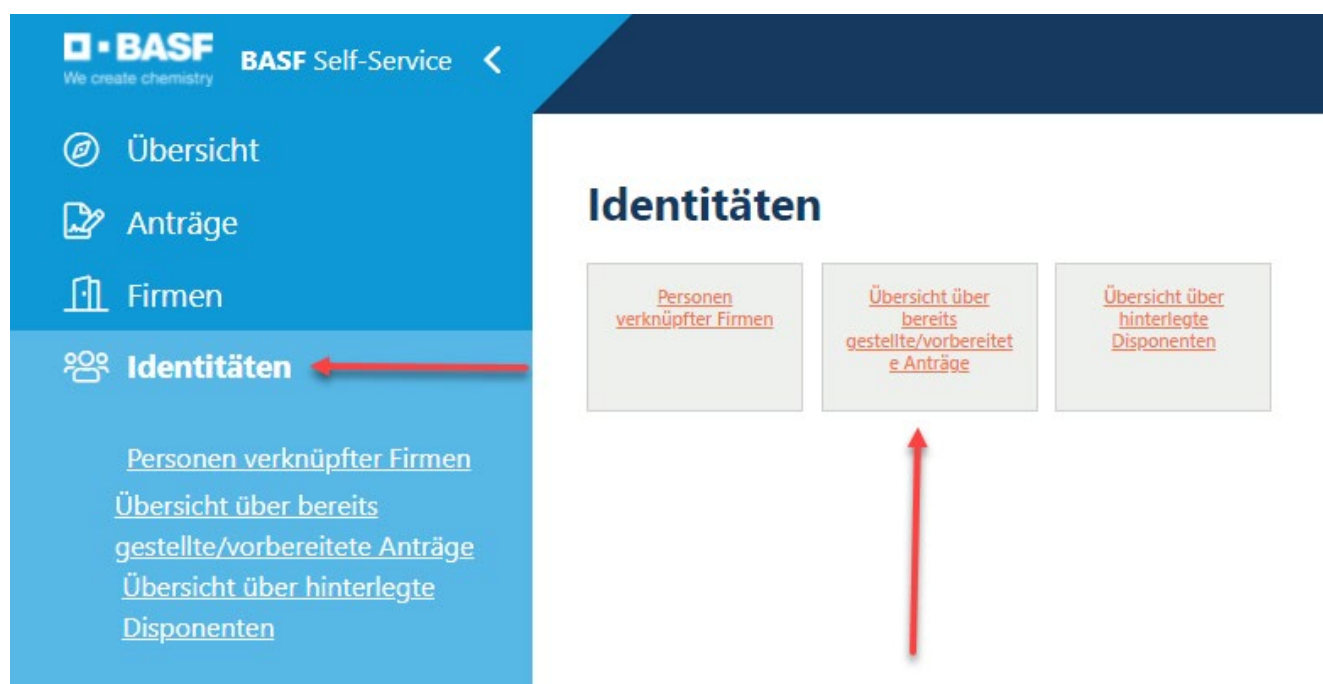 BASF
We create chemistry
BASF Self-Service
Übersicht
Anträge
Firmen
Identitäten
Personen verknüpfter Firmen
Übersicht über bereits
gestellte/vorbereitete Anträge
Übersicht über hinterlegte
Disponenten
Identitäten
Personen
verknüpfter Firmen
Übersicht über
bereits
gestellte/vorbereitet
e Anträge
Übersicht über
hinterlegte
Disponenten